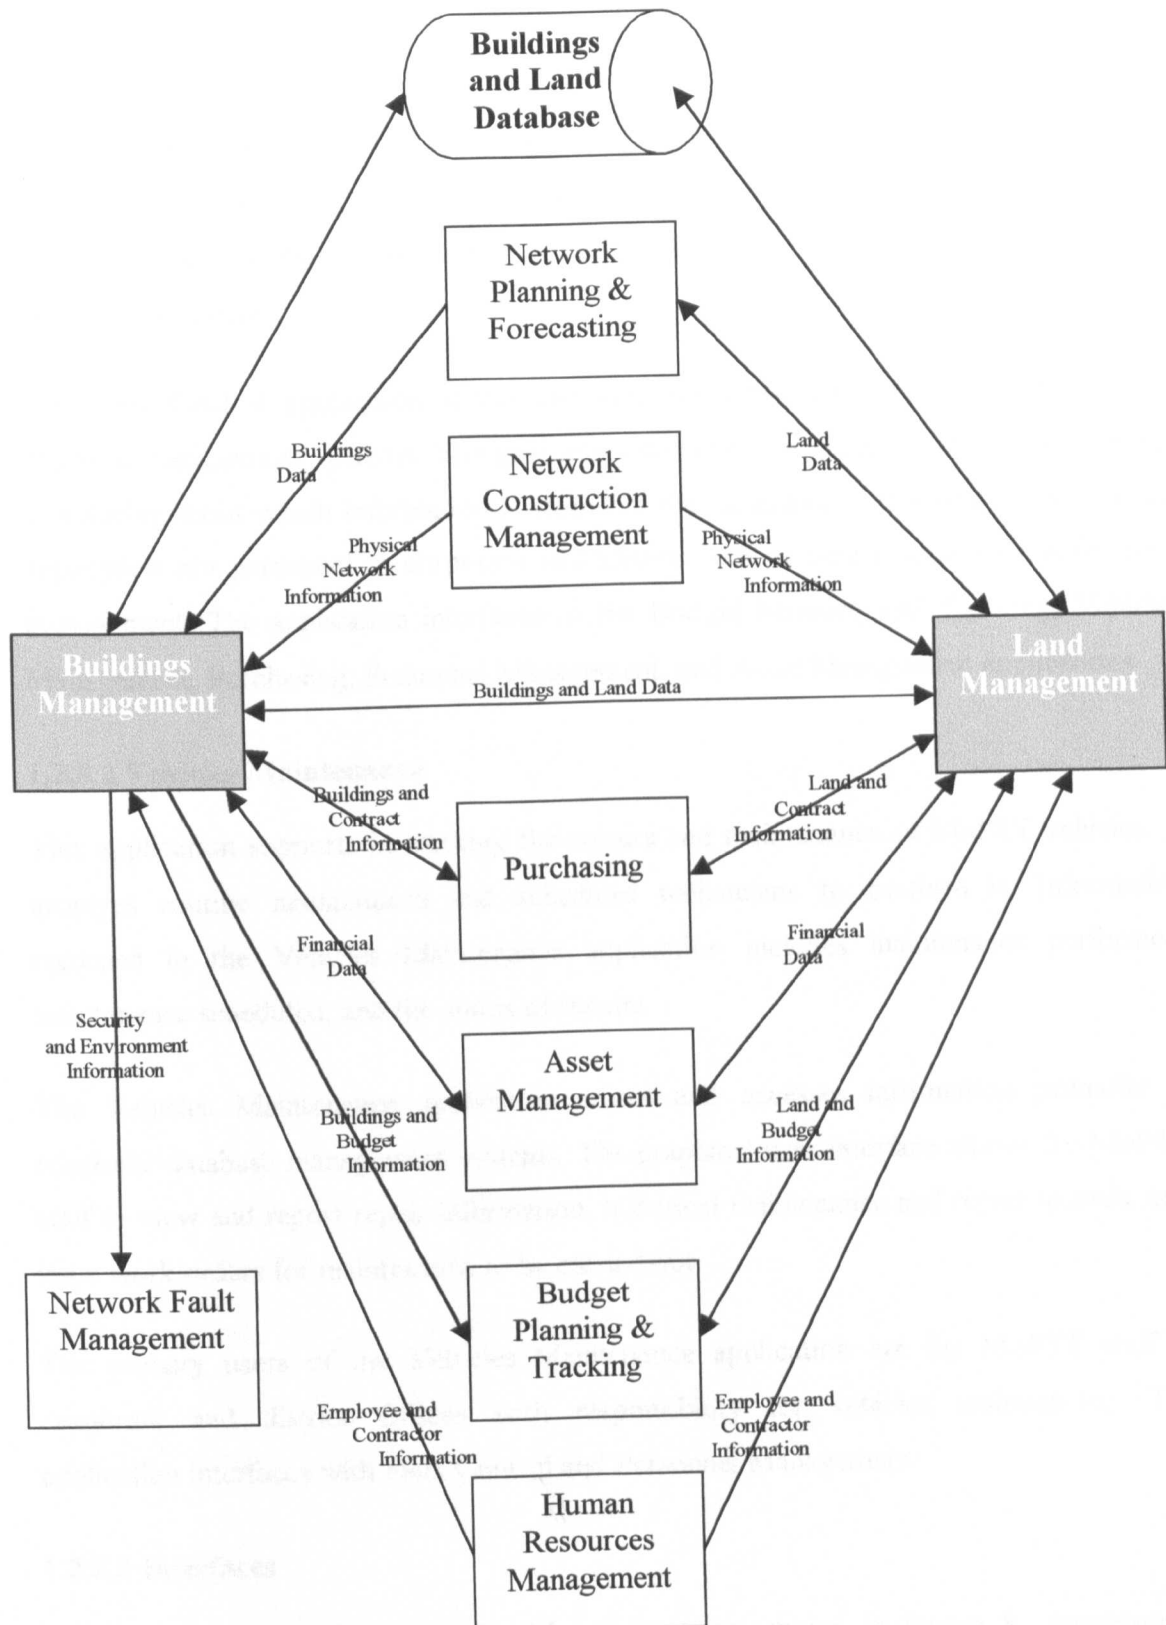 Buildings
and Land
Database
Network
Planning &
Forecasting
Buildings
Data
Land
Data
Network
Construction
Management
Physical
Network
Information
Physical
Network
Information
Buildings
Management
Land
Management
Buildings and Land Data
Buildings and
Contract
Information
Land and
Contract
Information
Purchasing
Financial
Data
Financial
Data
Security
and Environment
Information
Asset
Management
Buildings and
Budget
Information
Land and
Budget
Information
Network Fault
Management
Budget
Planning &
Tracking
Employee and
Contractor
Information
Employee and
Contractor
Information
Human
Resources
Management